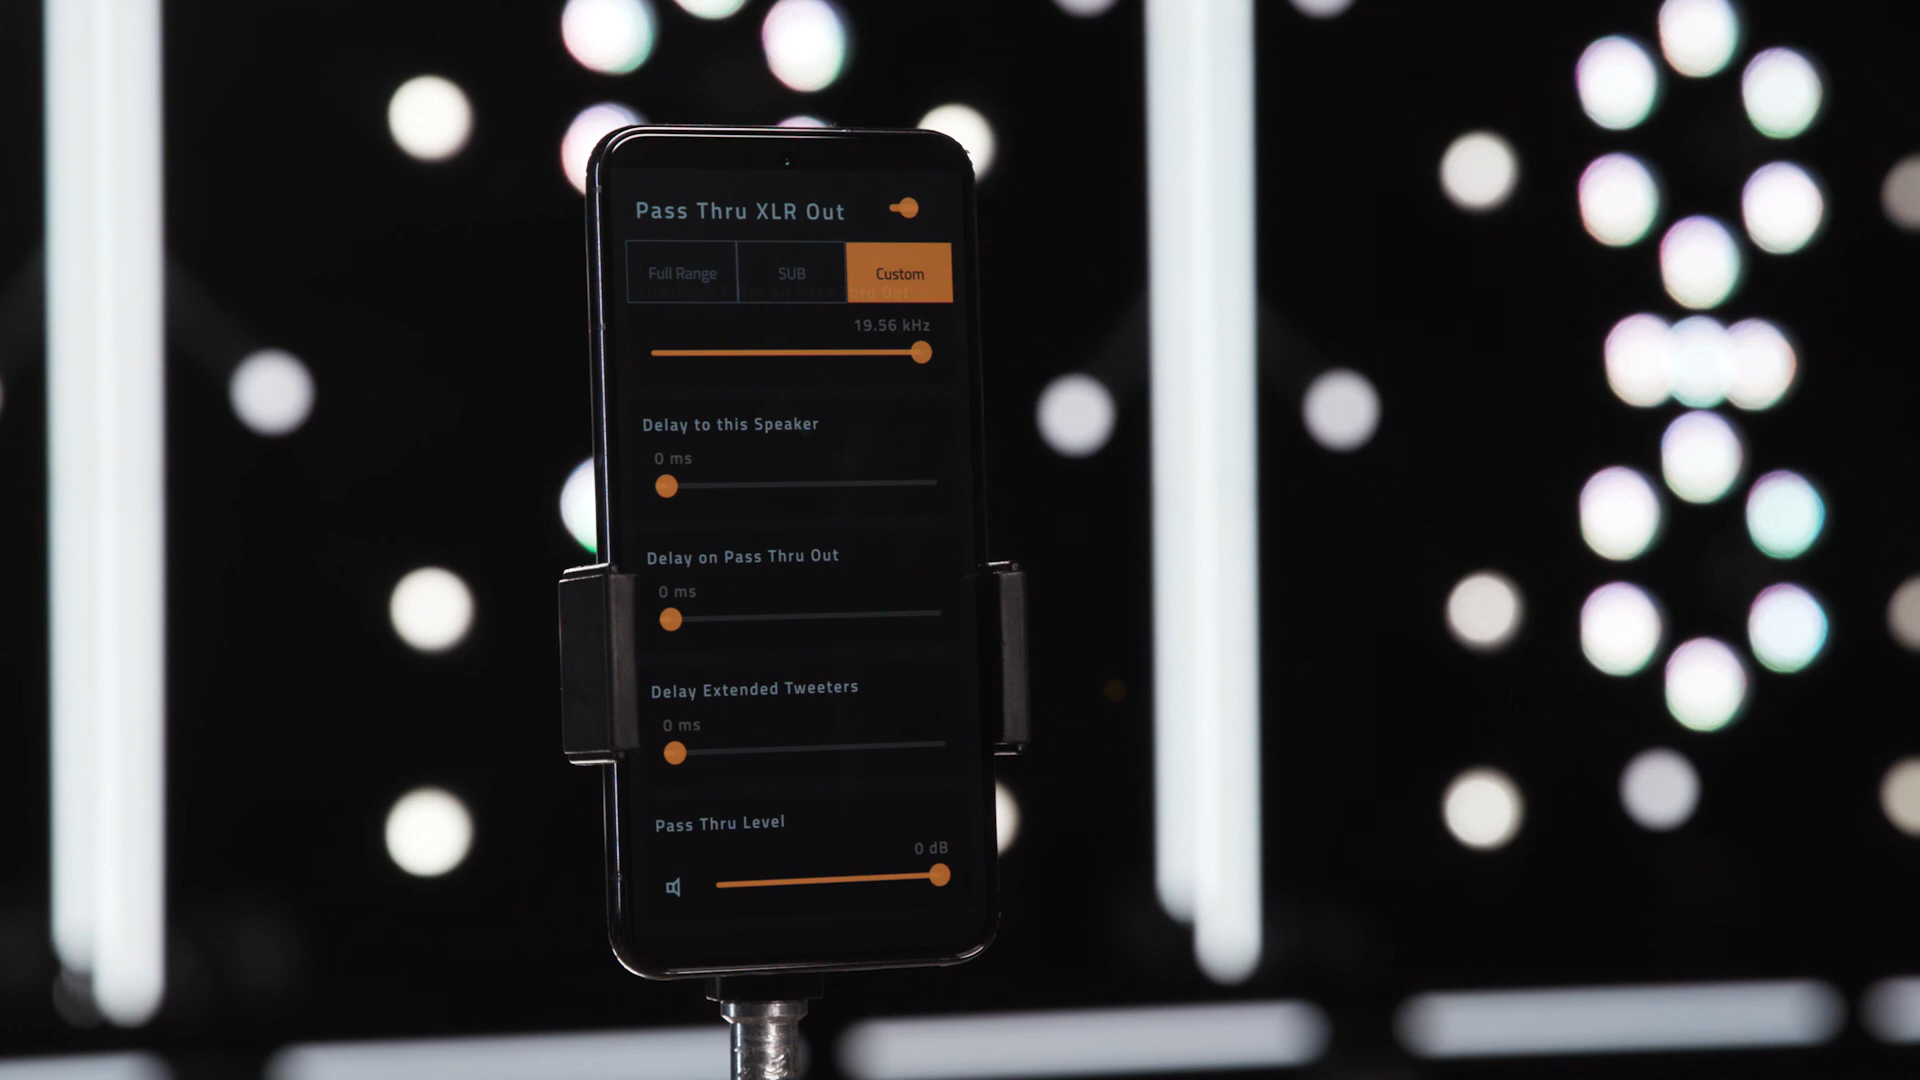 Pass Thru XLR Out
Full Range SUB Custom
19.56 kHz
Delay to this Speaker
0 ms
Delay on Pass Thru Out
0 ms
Delay Extended Tweeters
0 ms
Pass Thru Level
0 dB